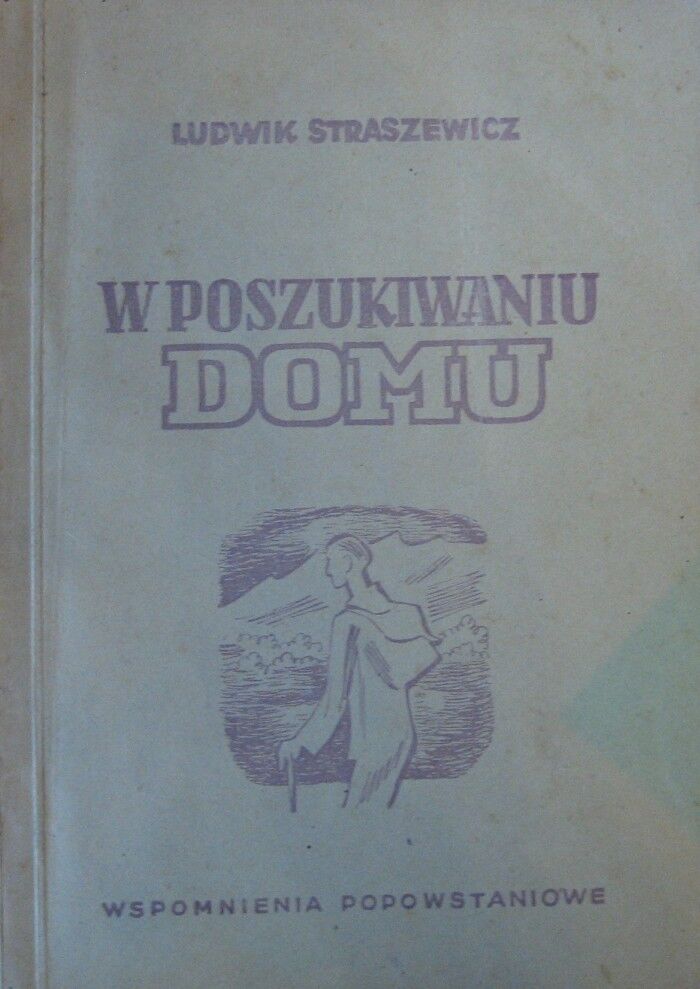 LUDWIK STRASZEWICZ
W POSZUKIWANIU
DOMU
WSPOMNIENIA POPOWSTANIOWE